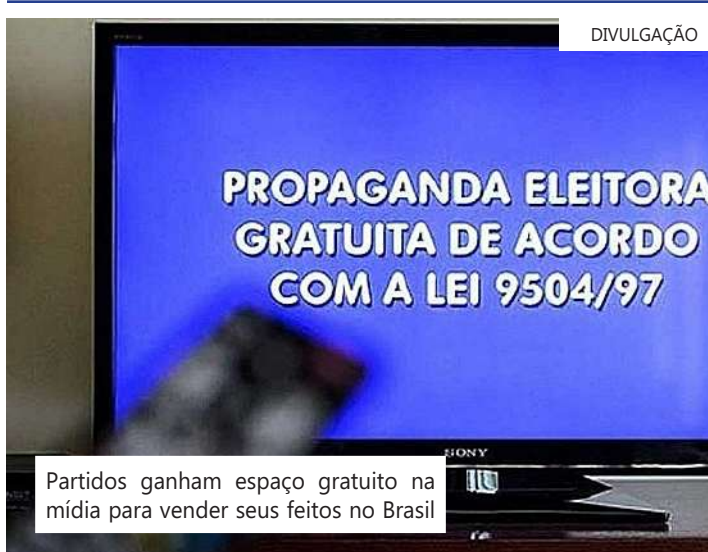 DIVULGAÇÃO
PROPAGANDA ELEITORA
GRATUITA DE ACORDO
COM A LEI 9504/97
SONY
Partidos ganham espaço gratuito na
mídia para vender seus feitos no Brasil